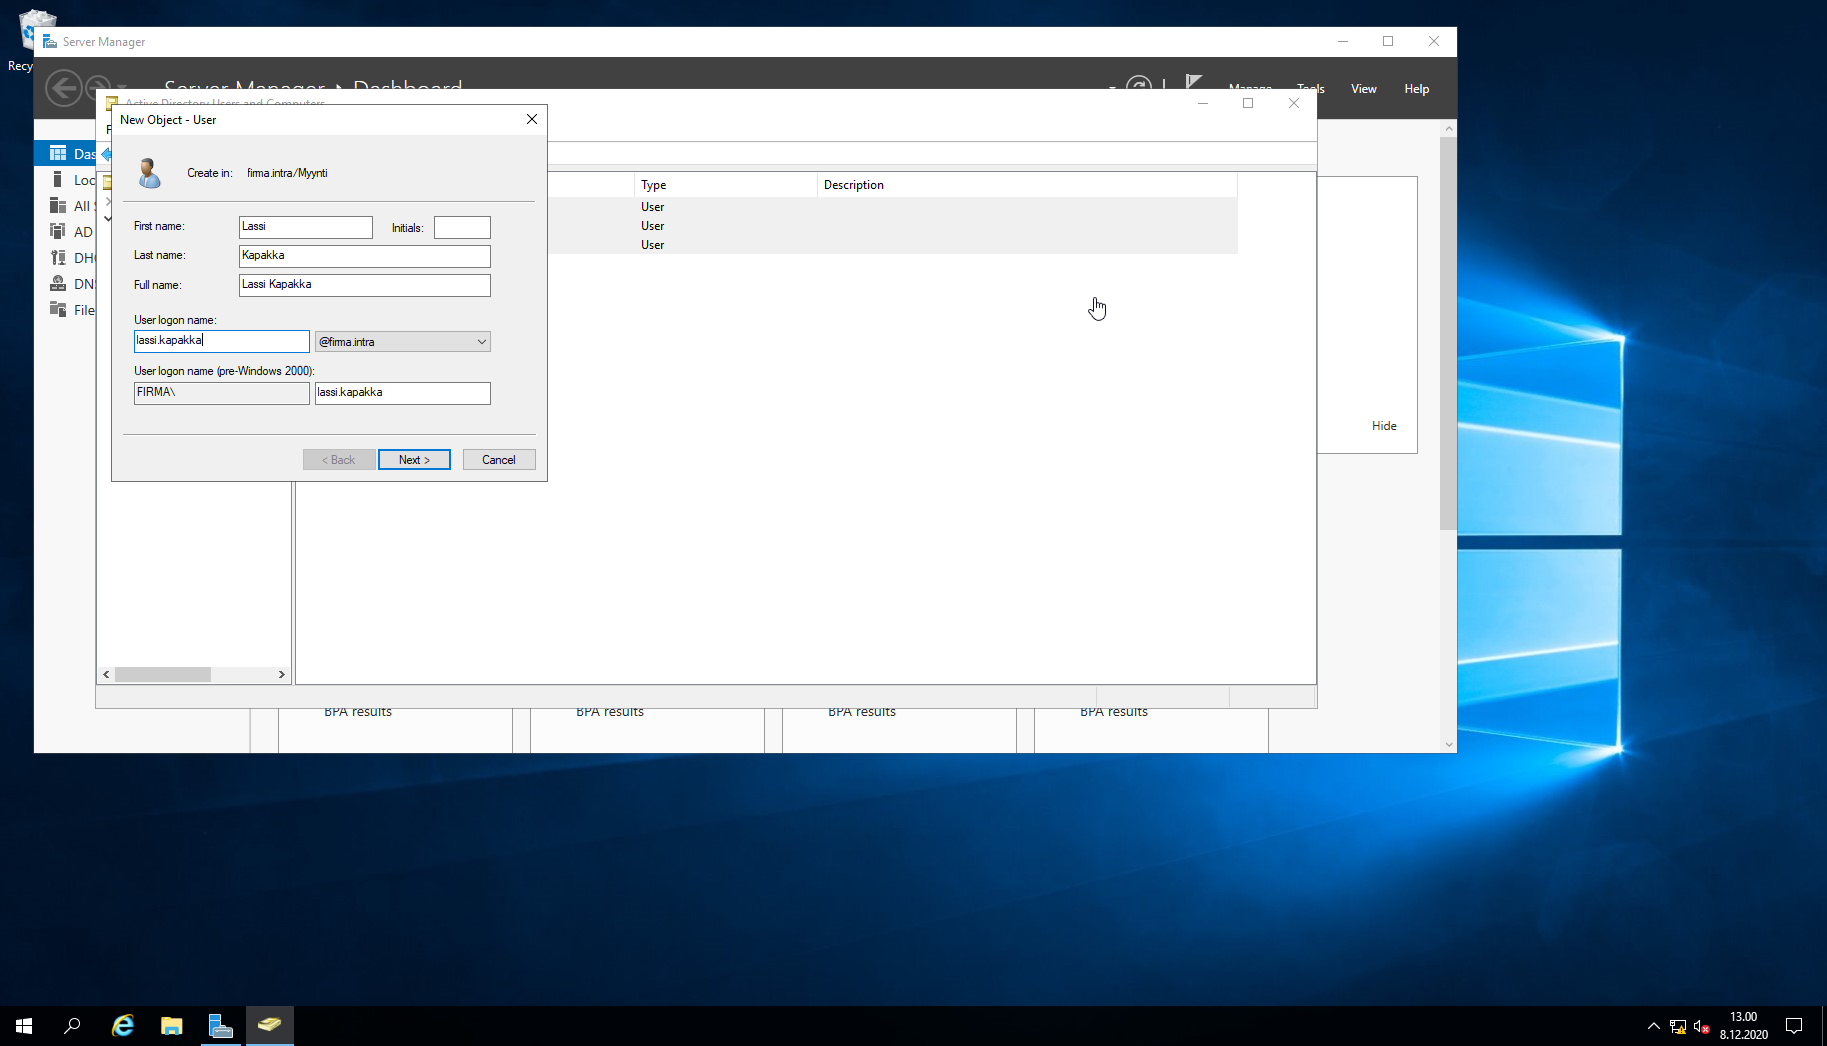 Recy
Server Manager
Server Manager ▸ Dashboard
Manage
Tools
View
Help
Active Directory Users and Computers
New Object - User
Create in: firma.intra/Myynti
First name: Lassi
Initials:
Last name: Kapakka
Full name: Lassi Kapakka
User logon name:
lassi.kapakka @firma.intra
User logon name (pre-Windows 2000):
FIRMA\ lassi.kapakka
< Back
Next >
Cancel
Das
Loc
All S
AD
DHC
DN
File
Type
Description
User
User
User
Hide
BPA results
BPA results
BPA results
BPA results
13.00
8.12.2020